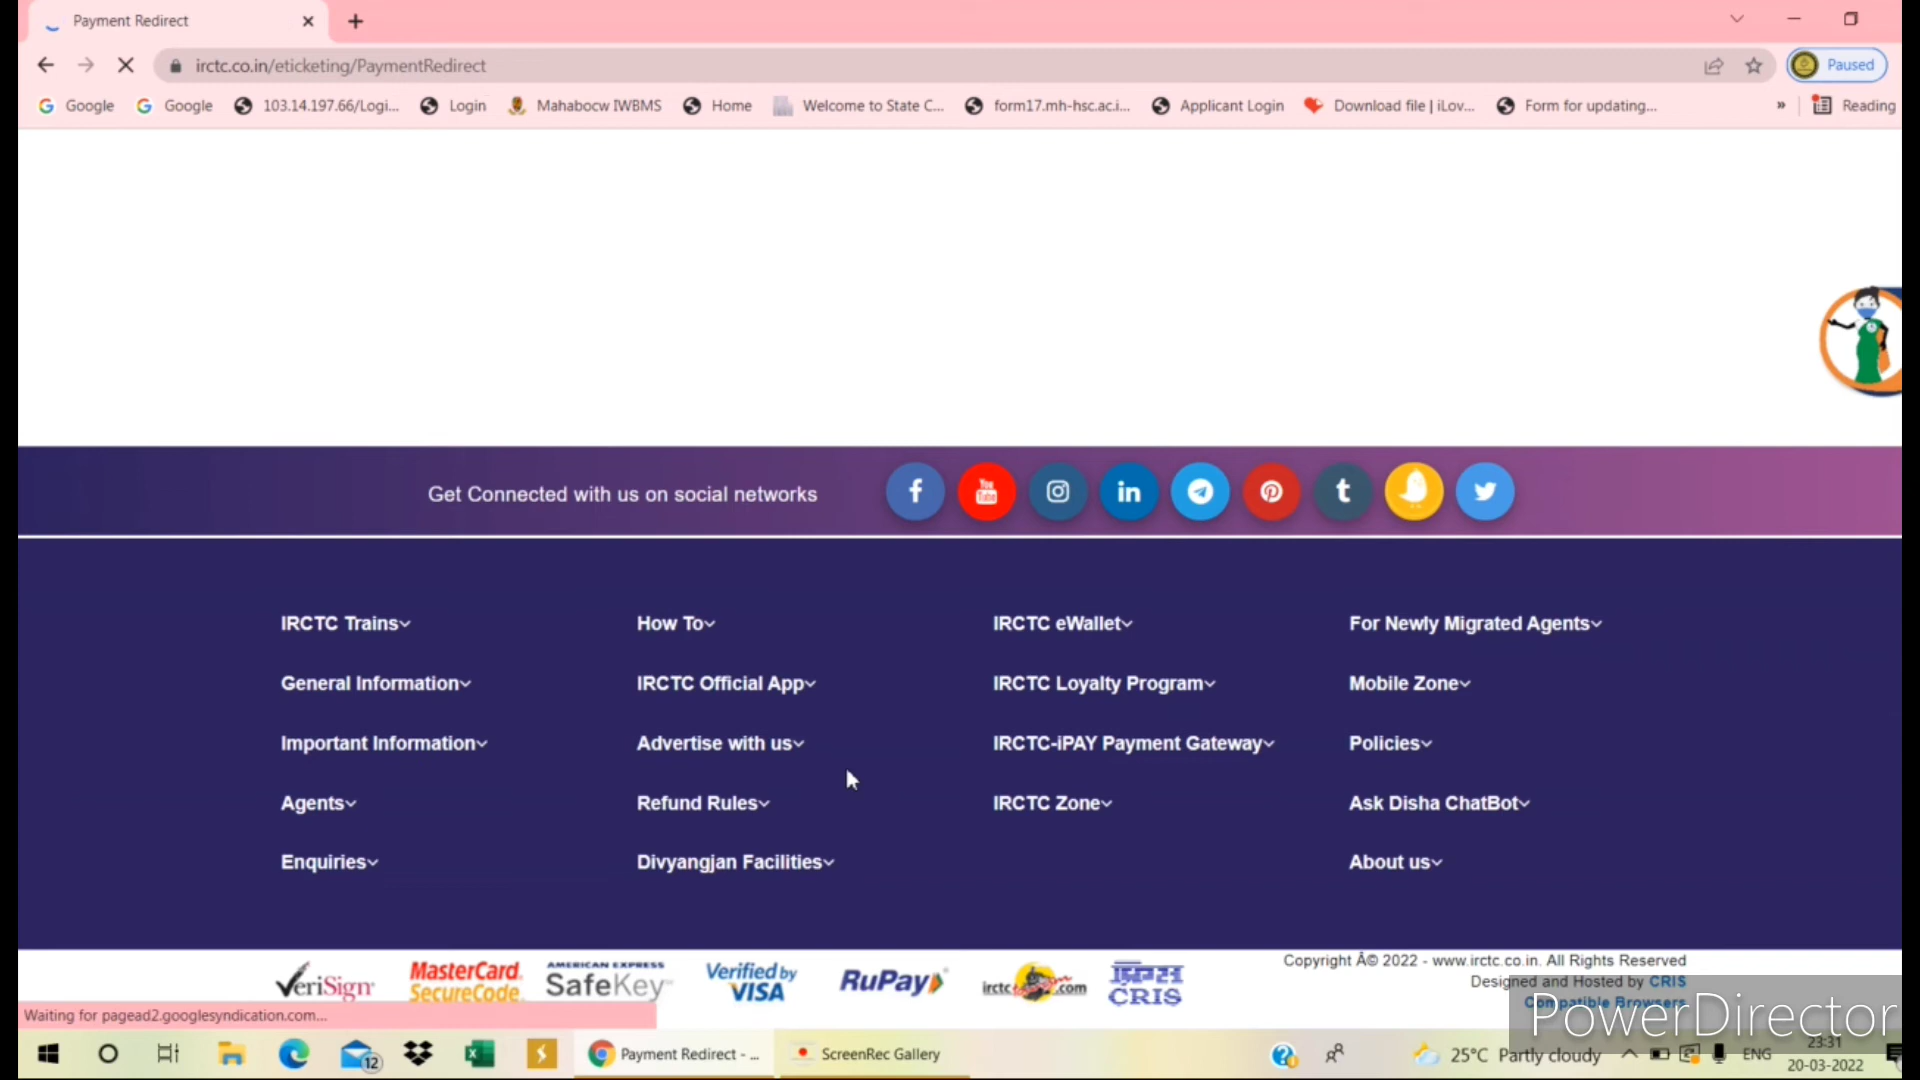 Payment Redirect
irctc.co.in/eticketing/PaymentRedirect
Paused
Google Google 103.14.197.66/Logi... Login Mahabocw IWBMS Home Welcome to State C... form17.mh-hsc.ac.i... Applicant Login Download file | iLov... Form for updating... » Reading
Get Connected with us on social networks
IRCTC Trains How To IRCTC eWallet For Newly Migrated Agents
General Information IRCTC Official App IRCTC Loyalty Program Mobile Zone
Important Information Advertise with us IRCTC-iPAY Payment Gateway Policies
Agents Refund Rules IRCTC Zone Ask Disha ChatBot
Enquiries Divyangjan Facilities About us
VeriSign MasterCard SecureCode AMERICAN EXPRESS SafeKey Verified by VISA RuPay irctc.com CRIS
Copyright Â© 2022 - www.irctc.co.in. All Rights Reserved
Designed and Hosted by CRIS
Compatible Browsers
PowerDirector
Waiting for pagead2.googlesyndication.com...
12 Payment Redirect - ... ScreenRec Gallery 25°C Partly cloudy ENG 23:31
20-03-2022